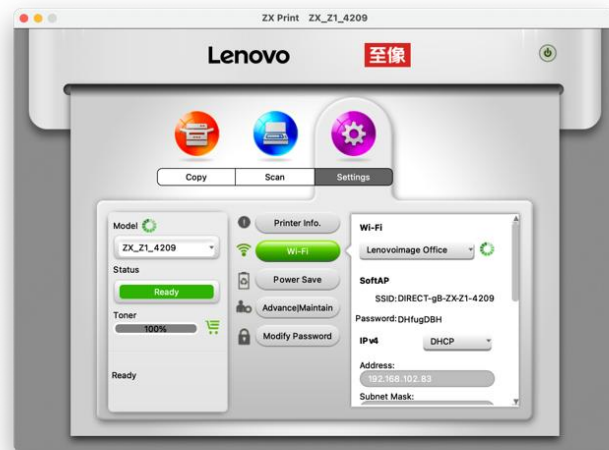 ZX Print ZX_Z1_4209
Lenovo 至像
Copy Scan Settings
Model
ZX_Z1_4209
Status
Ready
Toner
100%
Ready
Printer Info.
Wi-Fi
Power Save
Advance|Maintain
Modify Password
Wi-Fi
Lenovoimage Office
SoftAP
SSID: DIRECT-gB-ZX-Z1-4209
Password: DHfugDBH
IPv4 DHCP
Address:
192.168.102.83
Subnet Mask: